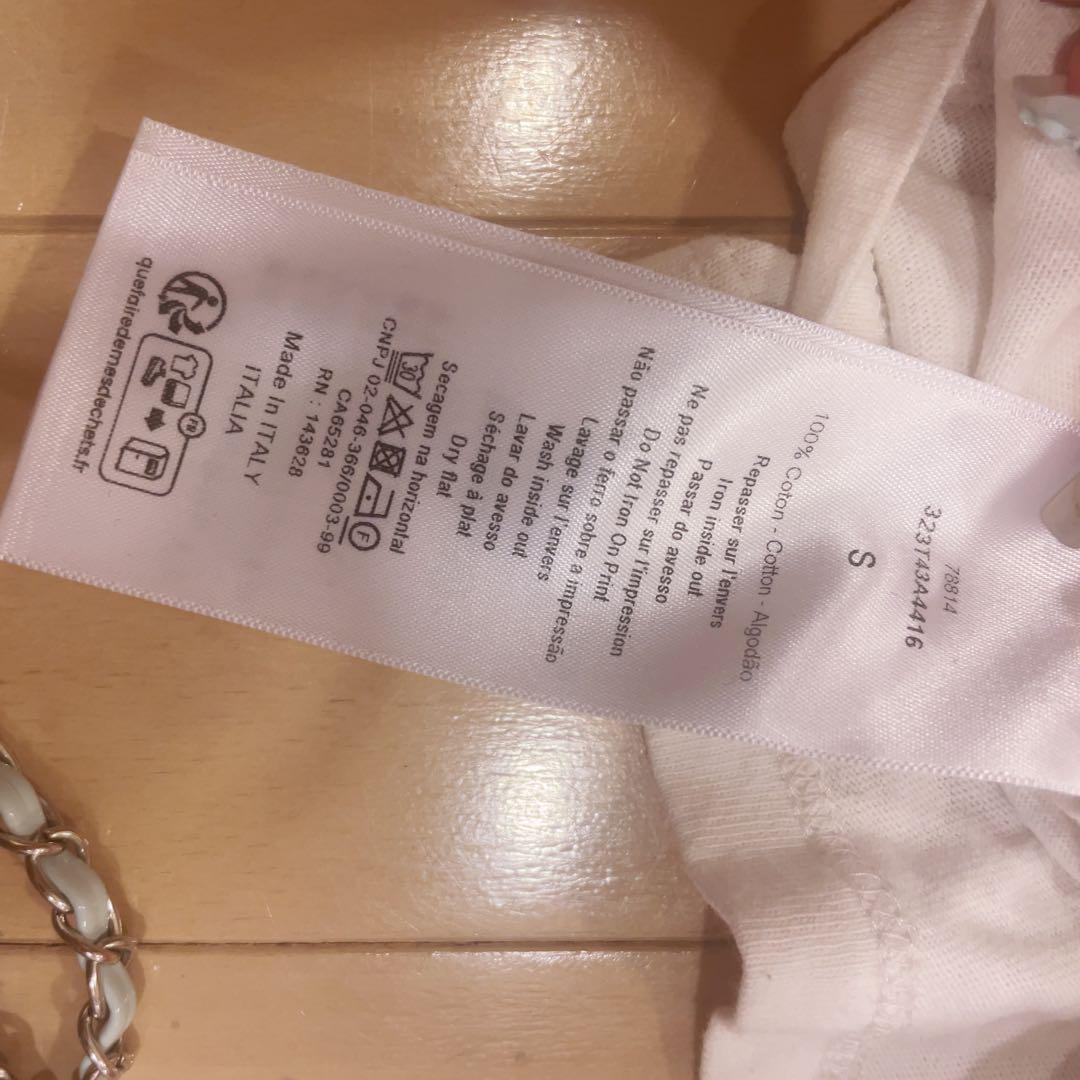 78814
323T43A4416
S
100% Coton - Cotton - Algodão
Repasser sur l'envers
Iron inside out
Passar do avesso
Ne pas repasser sur l'impression
Do Not Iron On Print
Não passar o ferro sobre a impressão
Lavage sur l'envers
Wash inside out
Lavar do avesso
Séchage à plat
Dry flat
Secagem na horizontal
30
F
CNPJ 02.046-366/0003-99
CA65281
RN : 143628
Made In ITALY
ITALIA
FR
quefairedemesdechets.fr